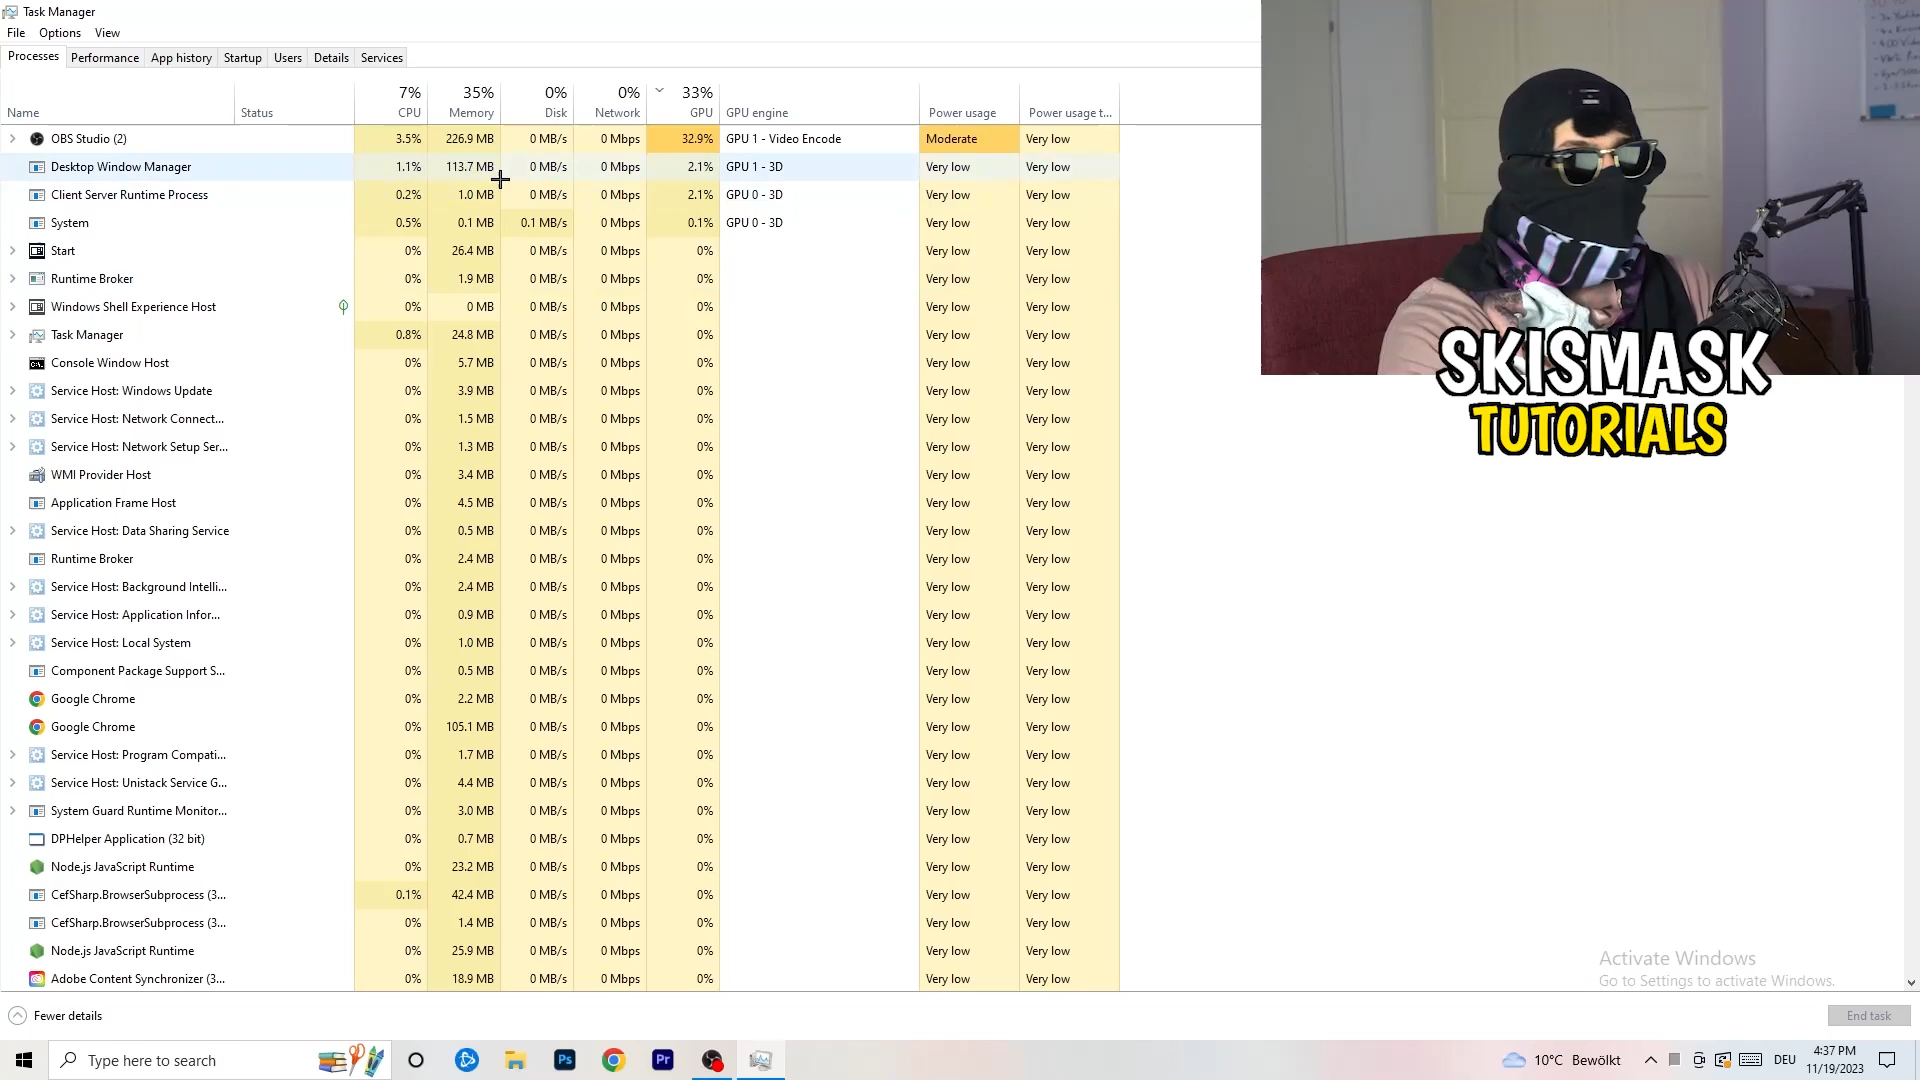 Task Manager
File Options View
Processes Performance App history Startup Users Details Services
7% 35% 0% 0% 33%
Name Status CPU Memory Disk Network GPU GPU engine Power usage Power usage t...
OBS Studio (2) 3.5% 226.9 MB 0 MB/s 0 Mbps 32.9% GPU 1 - Video Encode Moderate Very low
Desktop Window Manager 1.1% 113.7 MB 0 MB/s 0 Mbps 2.1% GPU 1 - 3D Very low Very low
Client Server Runtime Process 0.2% 1.0 MB 0 MB/s 0 Mbps 2.1% GPU 0 - 3D Very low Very low
System 0.5% 0.1 MB 0.1 MB/s 0 Mbps 0.1% GPU 0 - 3D Very low Very low
Start 0% 26.4 MB 0 MB/s 0 Mbps 0% Very low Very low
Runtime Broker 0% 1.9 MB 0 MB/s 0 Mbps 0% Very low Very low
Windows Shell Experience Host 0% 0 MB 0 MB/s 0 Mbps 0% Very low Very low
Task Manager 0.8% 24.8 MB 0 MB/s 0 Mbps 0% Very low Very low
Console Window Host 0% 5.7 MB 0 MB/s 0 Mbps 0% Very low Very low
Service Host: Windows Update 0% 3.9 MB 0 MB/s 0 Mbps 0% Very low Very low
Service Host: Network Connect... 0% 1.5 MB 0 MB/s 0 Mbps 0% Very low Very low
Service Host: Network Setup Ser... 0% 1.3 MB 0 MB/s 0 Mbps 0% Very low Very low
WMI Provider Host 0% 3.4 MB 0 MB/s 0 Mbps 0% Very low Very low
Application Frame Host 0% 4.5 MB 0 MB/s 0 Mbps 0% Very low Very low
Service Host: Data Sharing Service 0% 0.5 MB 0 MB/s 0 Mbps 0% Very low Very low
Runtime Broker 0% 2.4 MB 0 MB/s 0 Mbps 0% Very low Very low
Service Host: Background Intelli... 0% 2.4 MB 0 MB/s 0 Mbps 0% Very low Very low
Service Host: Application Infor... 0% 0.9 MB 0 MB/s 0 Mbps 0% Very low Very low
Service Host: Local System 0% 1.0 MB 0 MB/s 0 Mbps 0% Very low Very low
Component Package Support S... 0% 0.5 MB 0 MB/s 0 Mbps 0% Very low Very low
Google Chrome 0% 2.2 MB 0 MB/s 0 Mbps 0% Very low Very low
Google Chrome 0% 105.1 MB 0 MB/s 0 Mbps 0% Very low Very low
Service Host: Program Compati... 0% 1.7 MB 0 MB/s 0 Mbps 0% Very low Very low
Service Host: Unistack Service G... 0% 4.4 MB 0 MB/s 0 Mbps 0% Very low Very low
System Guard Runtime Monitor... 0% 3.0 MB 0 MB/s 0 Mbps 0% Very low Very low
DPHelper Application (32 bit) 0% 0.7 MB 0 MB/s 0 Mbps 0% Very low Very low
Node.js JavaScript Runtime 0% 23.2 MB 0 MB/s 0 Mbps 0% Very low Very low
CefSharp.BrowserSubprocess (3... 0.1% 42.4 MB 0 MB/s 0 Mbps 0% Very low Very low
CefSharp.BrowserSubprocess (3... 0% 1.4 MB 0 MB/s 0 Mbps 0% Very low Very low
Node.js JavaScript Runtime 0% 25.9 MB 0 MB/s 0 Mbps 0% Very low Very low
Adobe Content Synchronizer (3... 0% 18.9 MB 0 MB/s 0 Mbps 0% Very low Very low
SKISMASK
TUTORIALS
Activate Windows
Go to Settings to activate Windows.
Fewer details End task
Type here to search Ps Pr 10°C Bewölkt DEU 4:37 PM
11/19/2023